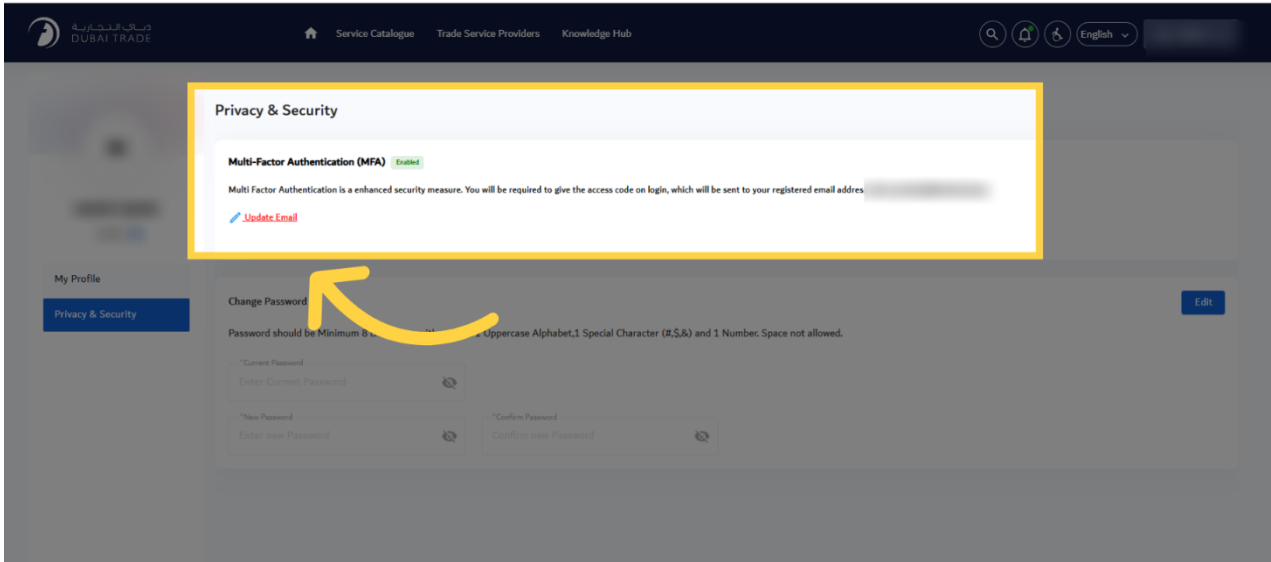 دبي التجارية
DUBAI TRADE
Service Catalogue
Trade Service Providers
Knowledge Hub
English
Privacy & Security
Multi-Factor Authentication (MFA) Enabled
Multi Factor Authentication is a enhanced security measure. You will be required to give the access code on login, which will be sent to your registered email addres
Update Email
My Profile
Privacy & Security
Change Password
Edit
Password should be Minimum 8 Uppercase Alphabet,1 Special Character (#,$,&) and 1 Number. Space not allowed.
*Current Password
Enter Current Password
*New Password
Enter new Password
*Confirm Password
Confirm new Password